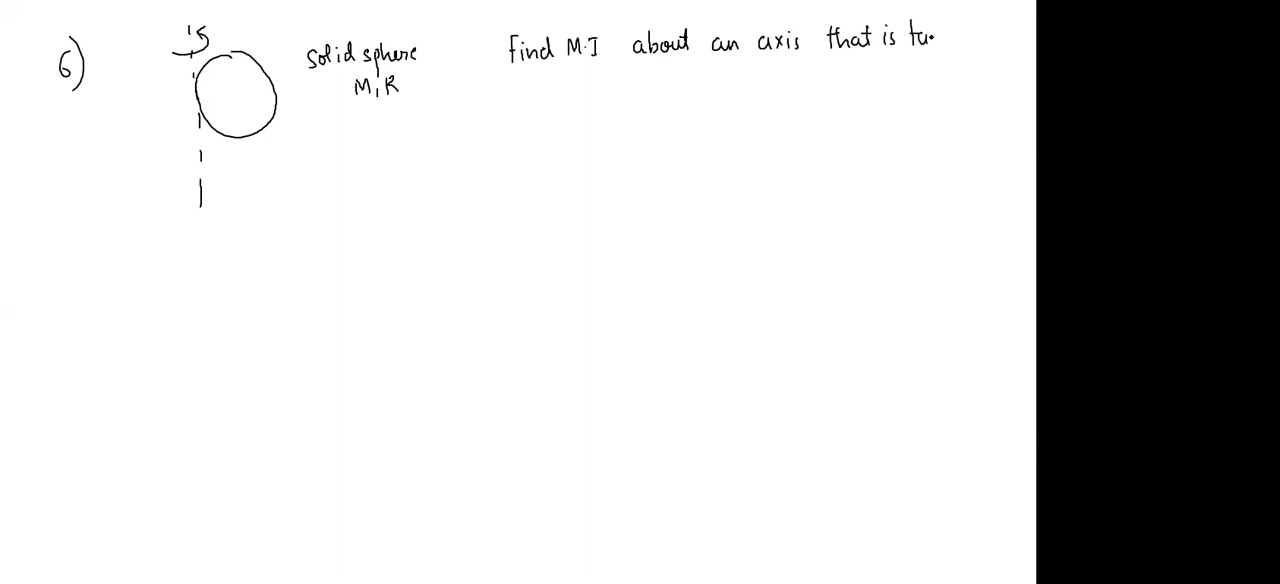 6)
solid sphere
M, R
Find M.I about an axis that is